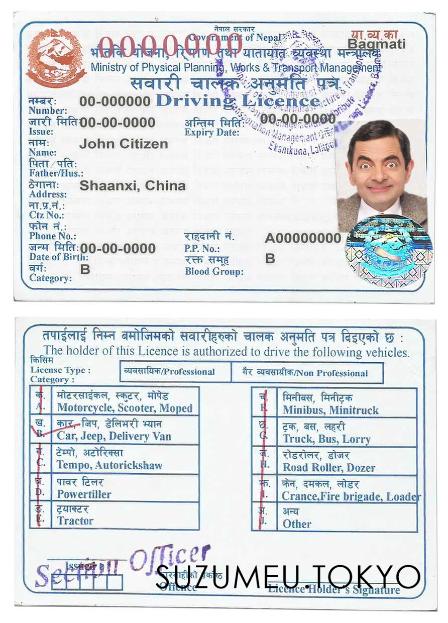 नेपाल सरकार
Government of Nepal
या.व्य.का
0000000
Bagmati
भौतिक योजना, निर्माण तथा यातायात व्यवस्था मन्त्रालय
Ministry of Physical Planning, Works & Transport Management
सवारी चालक अनुमति पत्र
नम्बर: 00-000000 Driving Licence
Number:
जारी मिति: 00-00-0000 अन्तिम मिति: 00-00-0000
Issue: Expiry Date:
नाम: John Citizen
Name:
Ekantkuna, Lalitpur
पिता/पति:
Father/Hus.:
ठेगाना: Shaanxi, China
Address:
ना.प्र.नं.:
Ctz No.:
फोन नं.: राहदानी नं. A00000000
Phone No.: P.P. No.:
जन्म मिति: 00-00-0000 रक्त समूह B
Date of Birth: Blood Group:
वर्ग: B
Category:
तपाईलाई निम्न बमोजिमको सवारीहरुको चालक अनुमति पत्र दिइएको छ :
The holder of this Licence is authorized to drive the following vehicles.
किसिम
License Type : व्यवसायिक/Professional गैर व्यवसायीक/Non Professional
Category :
क. मोटरसाईकल, स्कुटर, मोपेड
A. Motorcycle, Scooter, Moped
ख. कार, जिप, डेलिभरी भ्यान
B. Car, Jeep, Delivery Van
ग. टेम्पो, अटोरिक्सा
C. Tempo, Autorickshaw
घ. पावर टिलर
D. Powertiller
ङ. ट्र्याक्टर
E. Tractor
च. मिनीबस, मिनीट्रक
F. Minibus, Minitruck
छ. ट्रक, बस, लहरी
G. Truck, Bus, Lorry
ज. रोडरोलर, डोजर
H. Road Roller, Dozer
झ. क्रेन, दमकल, लोडर
I. Crance,Fire brigade, Loader
ञ. अन्य
J. Other
Section Officer
SUZUMEU TOKYO
Offence Licence Holder's Signature